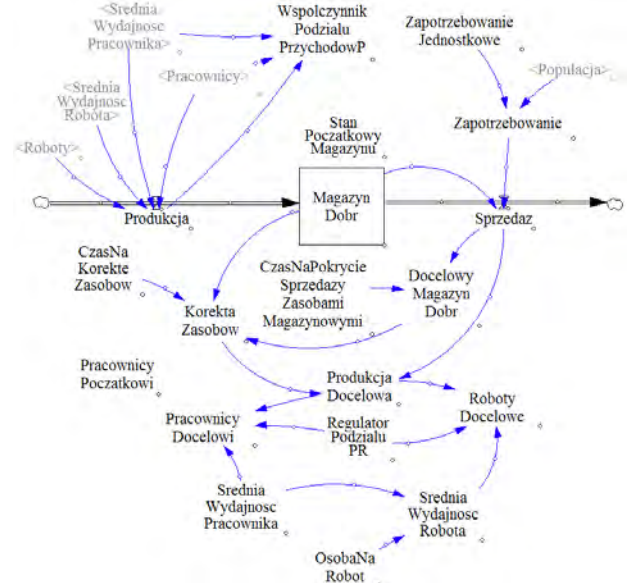 <Srednia
Wydajnosc
Pracownika>
Wspolczynnik
Podzialu
PrzychodowP
Zapotrzebowanie
Jednostkowe
<Pracownicy>
<Populacja>
<Srednia
Wydajnosc
Robota>
<Roboty>
Stan
Poczatkowy
Magazynu
Zapotrzebowanie
Magazyn
Dobr
Produkcja
Sprzedaz
CzasNa
Korekte
Zasobow
CzasNaPokrycie
Sprzedazy
Zasobami
Magazynowymi
Docelowy
Magazyn
Dobr
Korekta
Zasobow
Pracownicy
Poczatkowi
Produkcja
Docelowa
Roboty
Docelowe
Pracownicy
Docelowi
Regulator
Podzialu
PR
Srednia
Wydajnosc
Pracownika
Srednia
Wydajnosc
Robota
OsobaNa
Robot